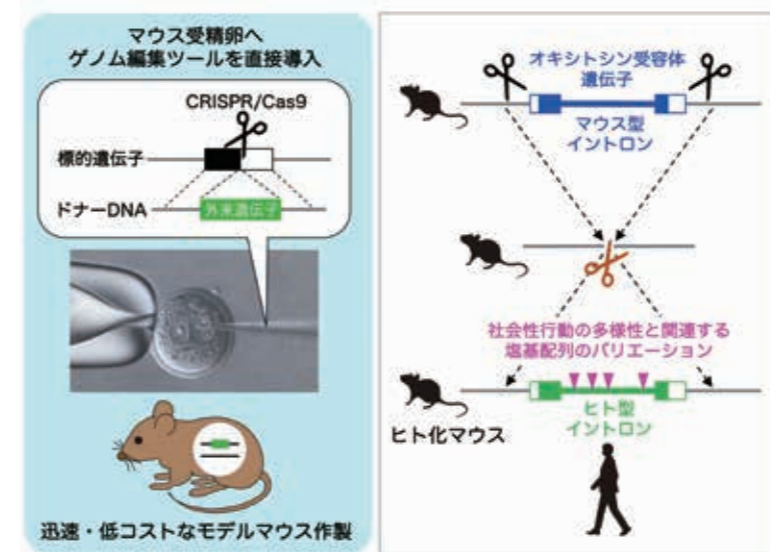 マウス受精卵へ
ゲノム編集ツールを直接導入
CRISPR/Cas9
標的遺伝子
ドナーDNA
外来遺伝子
迅速・低コストなモデルマウス作製
オキシトシン受容体
遺伝子
マウス型
イントロン
社会性行動の多様性と関連する
塩基配列のバリエーション
ヒト化マウス
ヒト型
イントロン